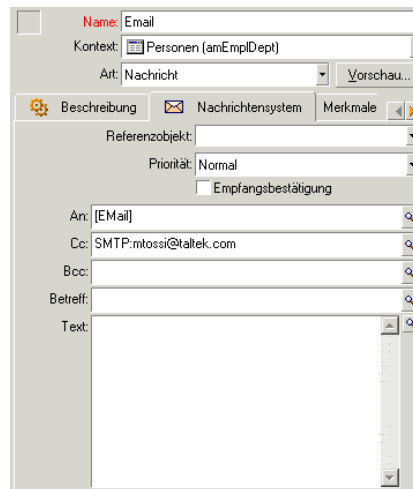 Name: Email
Kontext: Personen (amEmplDept)
Art: Nachricht Vorschau...
Beschreibung Nachrichtensystem Merkmale
Referenzobjekt:
Priorität: Normal
Empfangsbestätigung
An: [EMail]
Cc: SMTP:mtossi@taltek.com
Bcc:
Betreff:
Text: